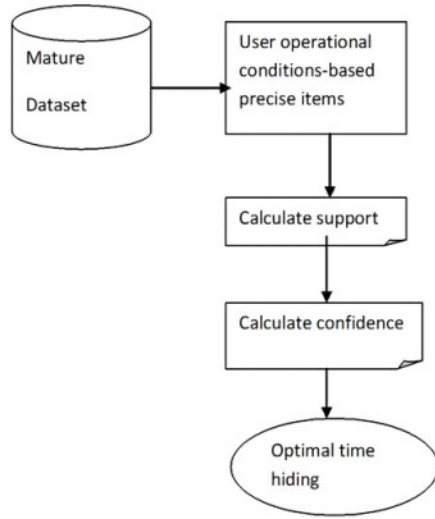 Mature
Dataset
User operational
conditions-based
precise items
Calculate support
Calculate confidence
Optimal time
hiding